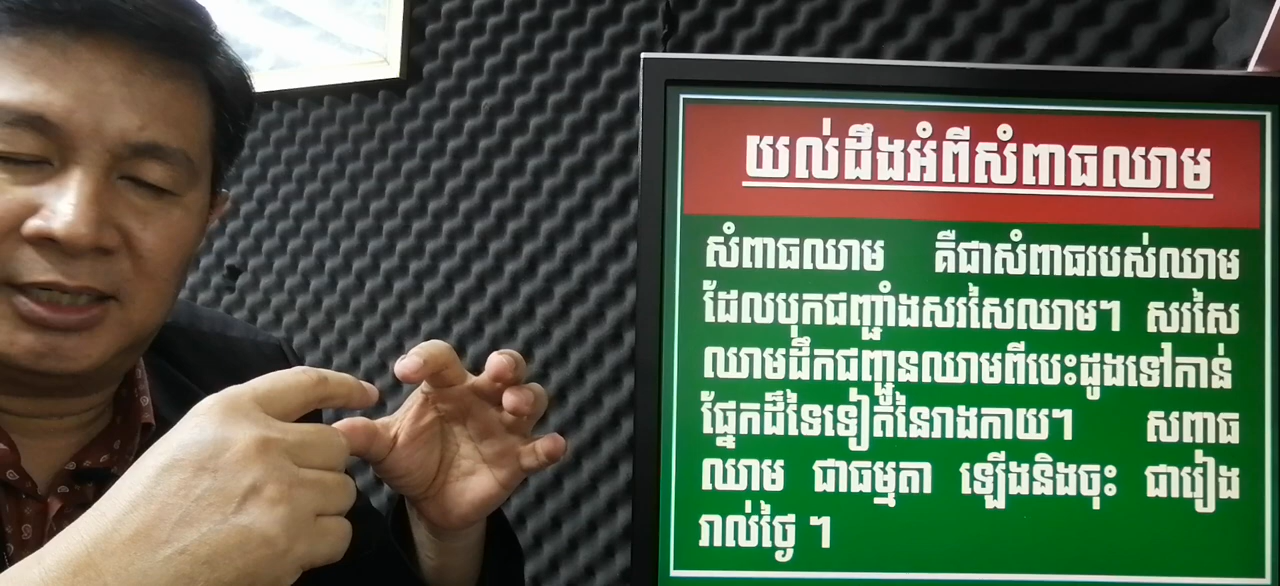 យល់ដឹងអំពីសំពាធឈាម
សំពាធឈាម គឺជាសំពាធរបស់ឈាម
ដែលបុកជញ្ជាំងសរសៃឈាម។ សរសៃ
ឈាមដឹកជញ្ជូនឈាមពីបេះដូងទៅកាន់
ផ្នែកដ៏ទៃទៀតនៃរាងកាយ។ សពាធ
ឈាម ជាធម្មតា ឡើងនិងចុះ ជារៀង
រាល់ថ្ងៃ ។